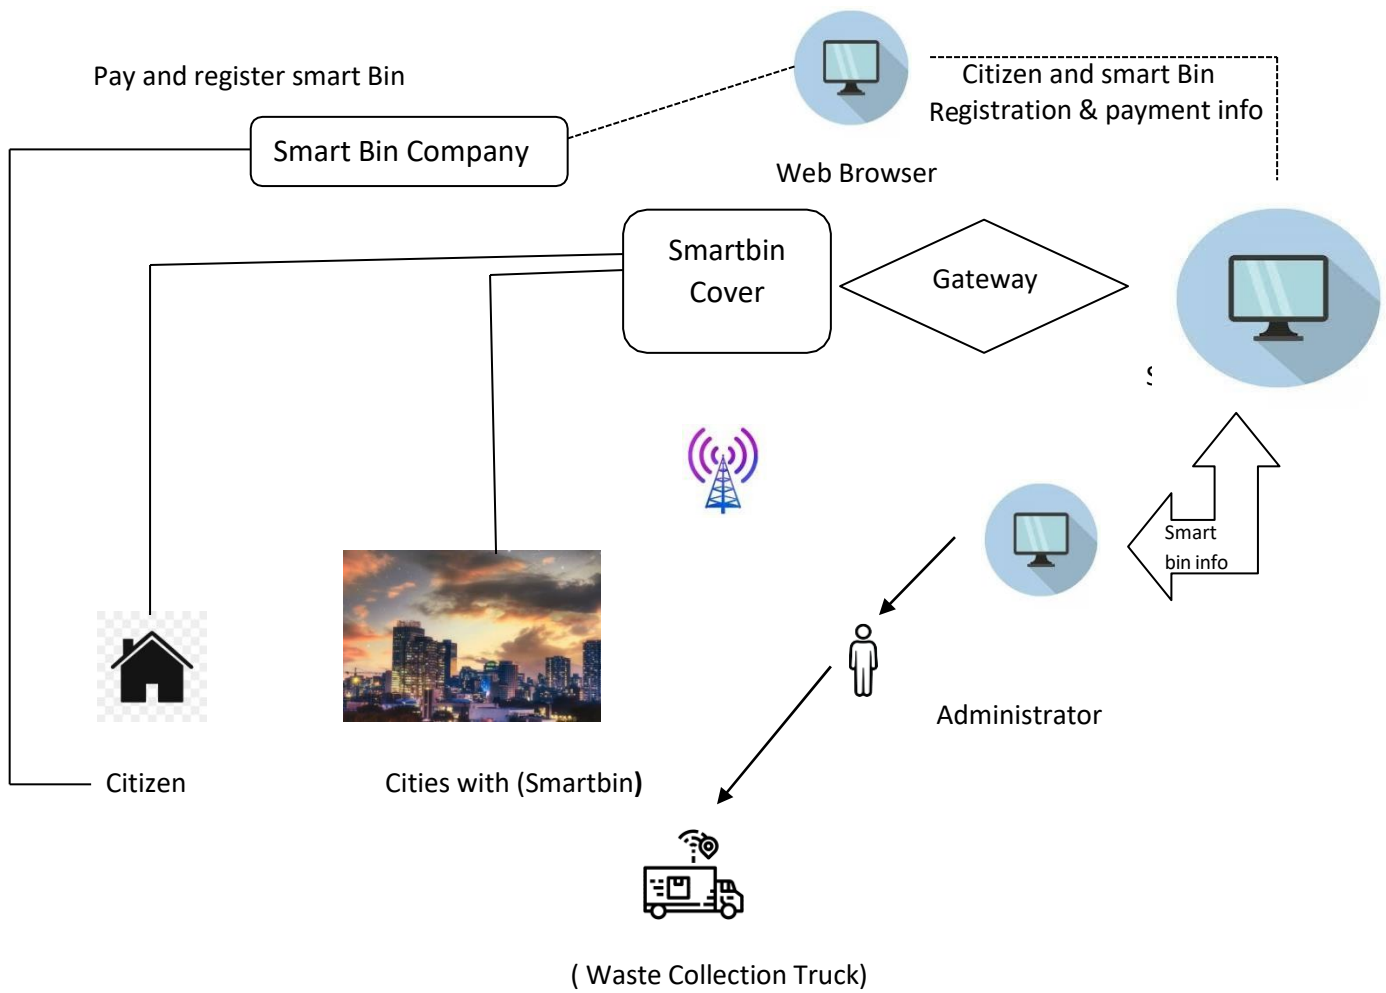 Pay and register smart Bin
Citizen and smart Bin
Registration & payment info
Smart Bin Company
Web Browser
Smartbin
Cover
Gateway
Smart
bin info
Administrator
Citizen
Cities with (Smartbin)
( Waste Collection Truck)